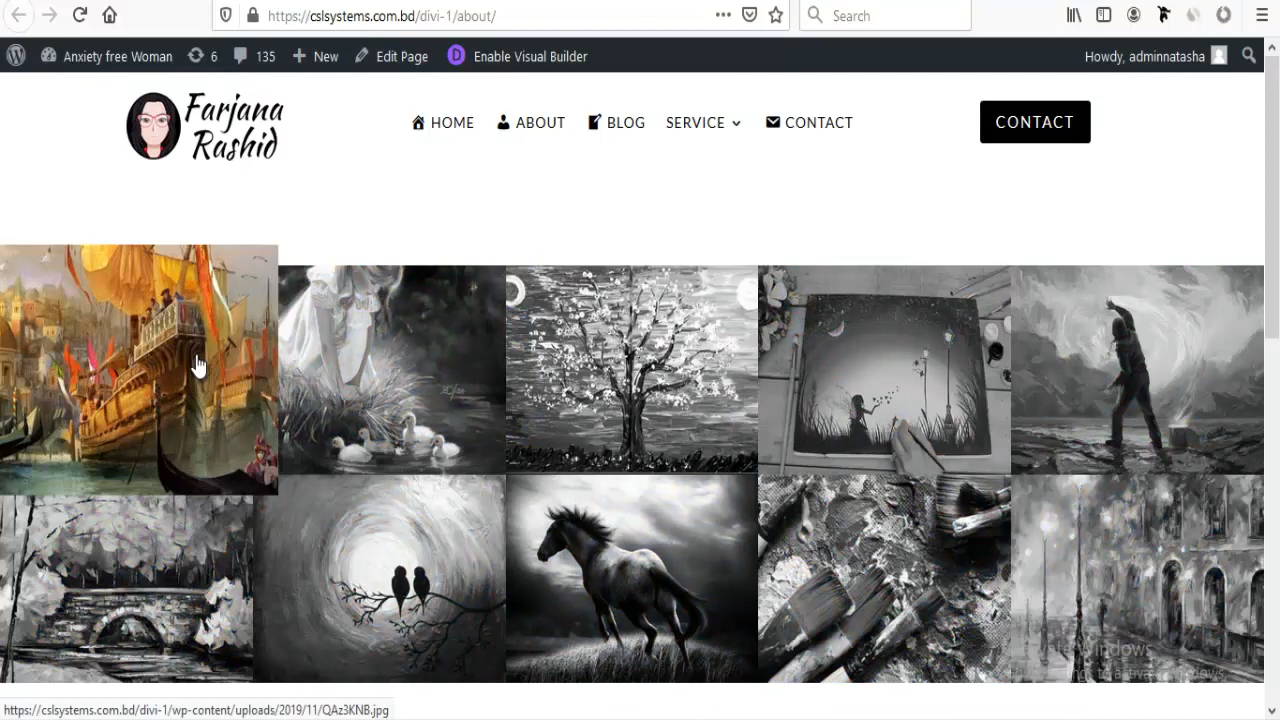 https://cslsystems.com.bd/divi-1/about/
Search
Anxiety free Woman
6
135
New
Edit Page
D
Enable Visual Builder
Howdy, adminnatasha
Farjana
Rashid
HOME
ABOUT
BLOG
SERVICE
CONTACT
CONTACT
Windows
https://cslsystems.com.bd/divi-1/wp-content/uploads/2019/11/QAz3KNB.jpg